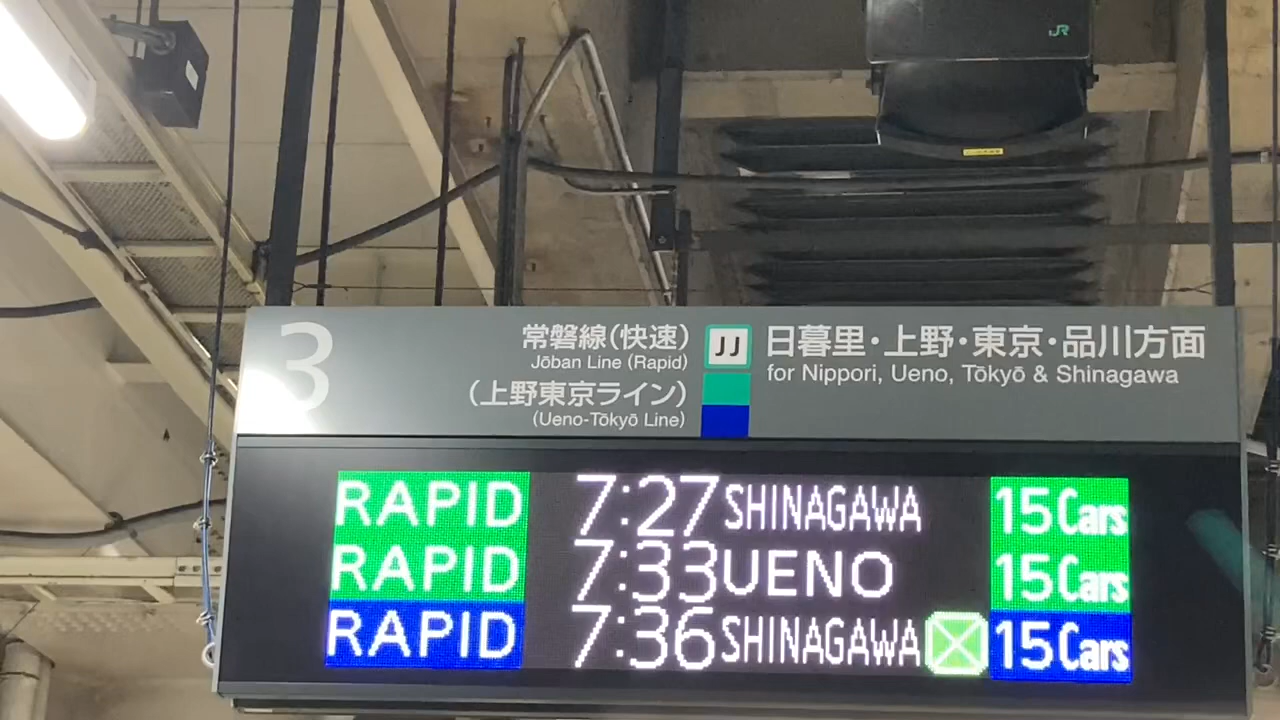 JR
3
常磐線(快速)
Jōban Line (Rapid)
(上野東京ライン)
(Ueno-Tōkyō Line)
JJ
日暮里・上野・東京・品川方面
for Nippori, Ueno, Tōkyō & Shinagawa
RAPID 7:27 SHINAGAWA 15 Cars
RAPID 7:33 UENO 15 Cars
RAPID 7:36 SHINAGAWA 15 Cars